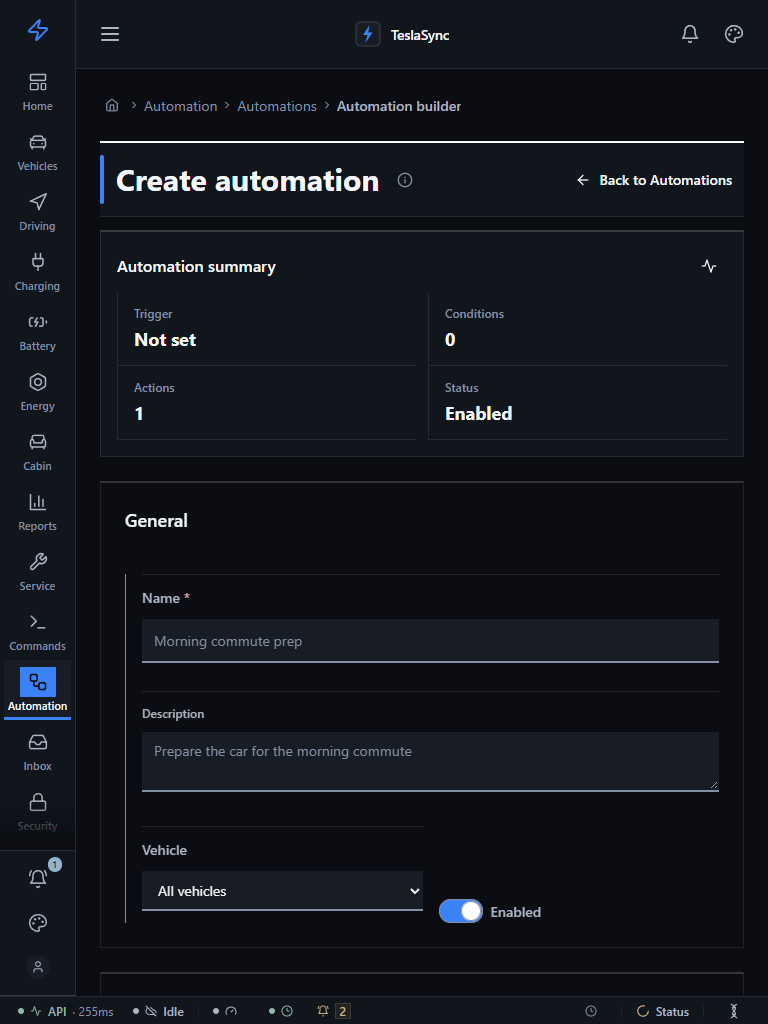 TeslaSync
Home
Vehicles
Driving
Charging
Battery
Energy
Cabin
Reports
Service
Commands
Automation
Inbox
Security
1
Automation
Automations
Automation builder
Create automation
Back to Automations
Automation summary
Trigger
Not set
Conditions
0
Actions
1
Status
Enabled
General
Name *
Morning commute prep
Description
Prepare the car for the morning commute
Vehicle
All vehicles
Enabled
API · 255ms
Idle
2
Status